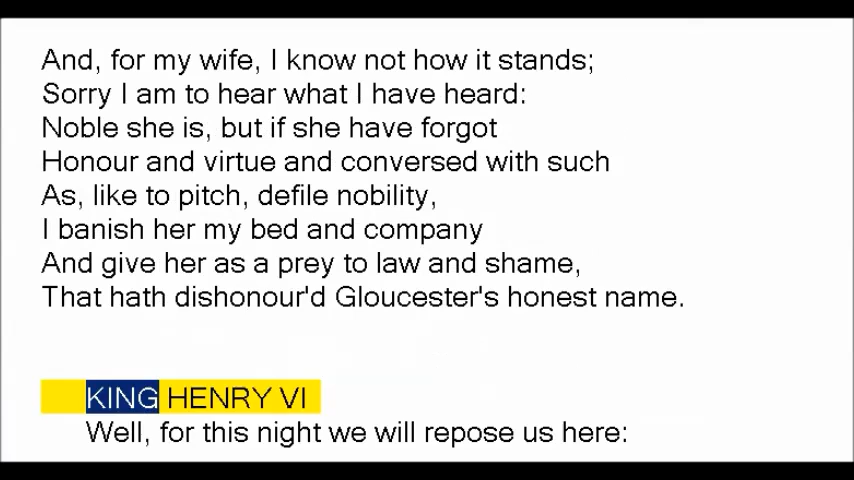 And, for my wife, I know not how it stands;
Sorry I am to hear what I have heard:
Noble she is, but if she have forgot
Honour and virtue and conversed with such
As, like to pitch, defile nobility,
I banish her my bed and company
And give her as a prey to law and shame,
That hath dishonour'd Gloucester's honest name.
KING HENRY VI
Well, for this night we will repose us here: